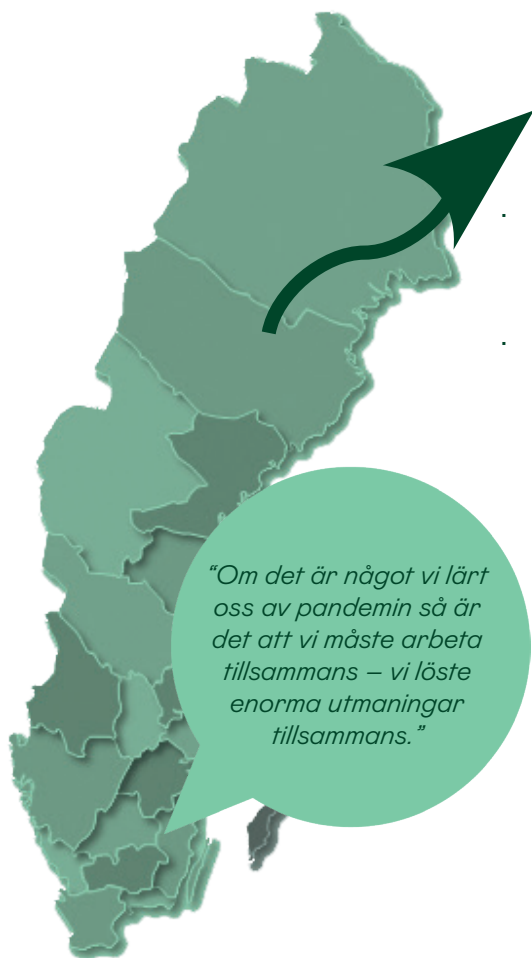 “Om det är något vi lärt
oss av pandemin så är
det att vi måste arbeta
tillsammans – vi löste
enorma utmaningar
tillsammans.”